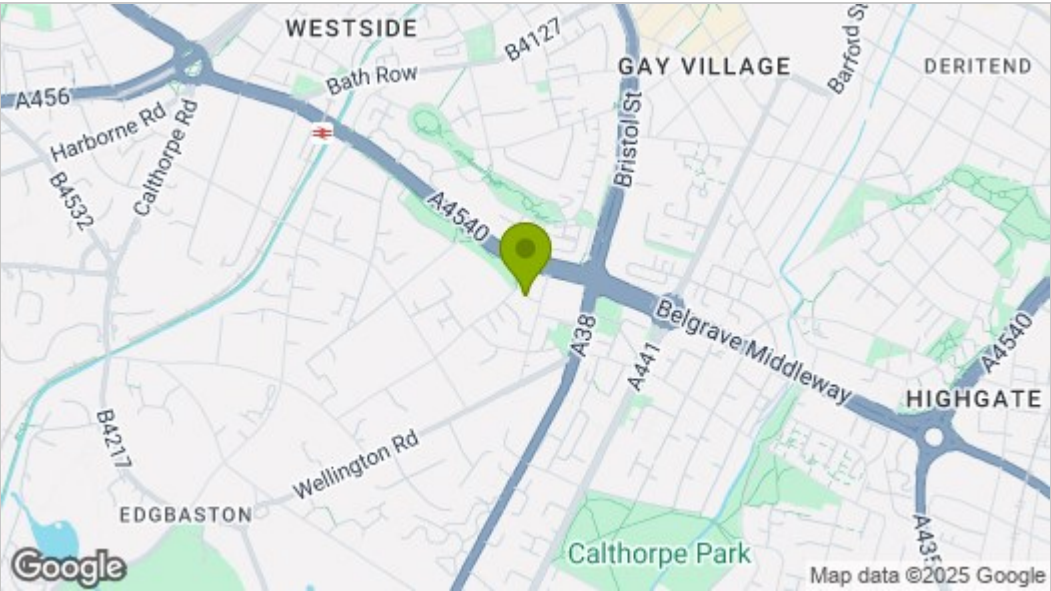 WESTSIDE
B4127
GAY VILLAGE
Barford St
DERITEND
Bath Row
A456
Harborne Rd
Calthorpe Rd
Bristol St
B4532
A4540
Belgrave Middleway
A38
A441
A4540
HIGHGATE
B4217
Wellington Rd
EDGBASTON
A435
Calthorpe Park
Google
Map data ©2025 Google